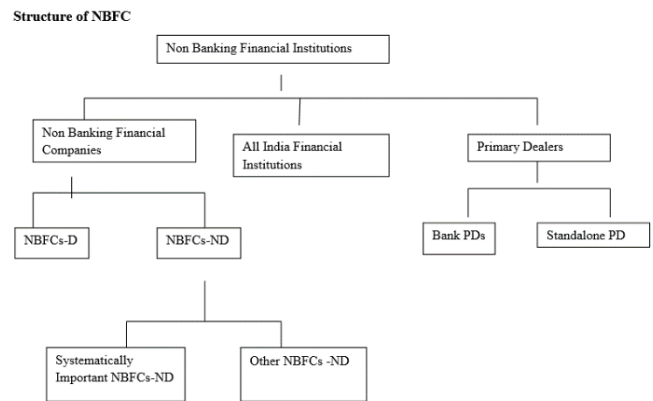 Structure of NBFC
Non Banking Financial Institutions
Non Banking Financial
Companies
All India Financial
Institutions
Primary Dealers
NBFCs-D
NBFCs-ND
Bank PDs
Standalone PD
Systematically
Important NBFCs-ND
Other NBFCs -ND